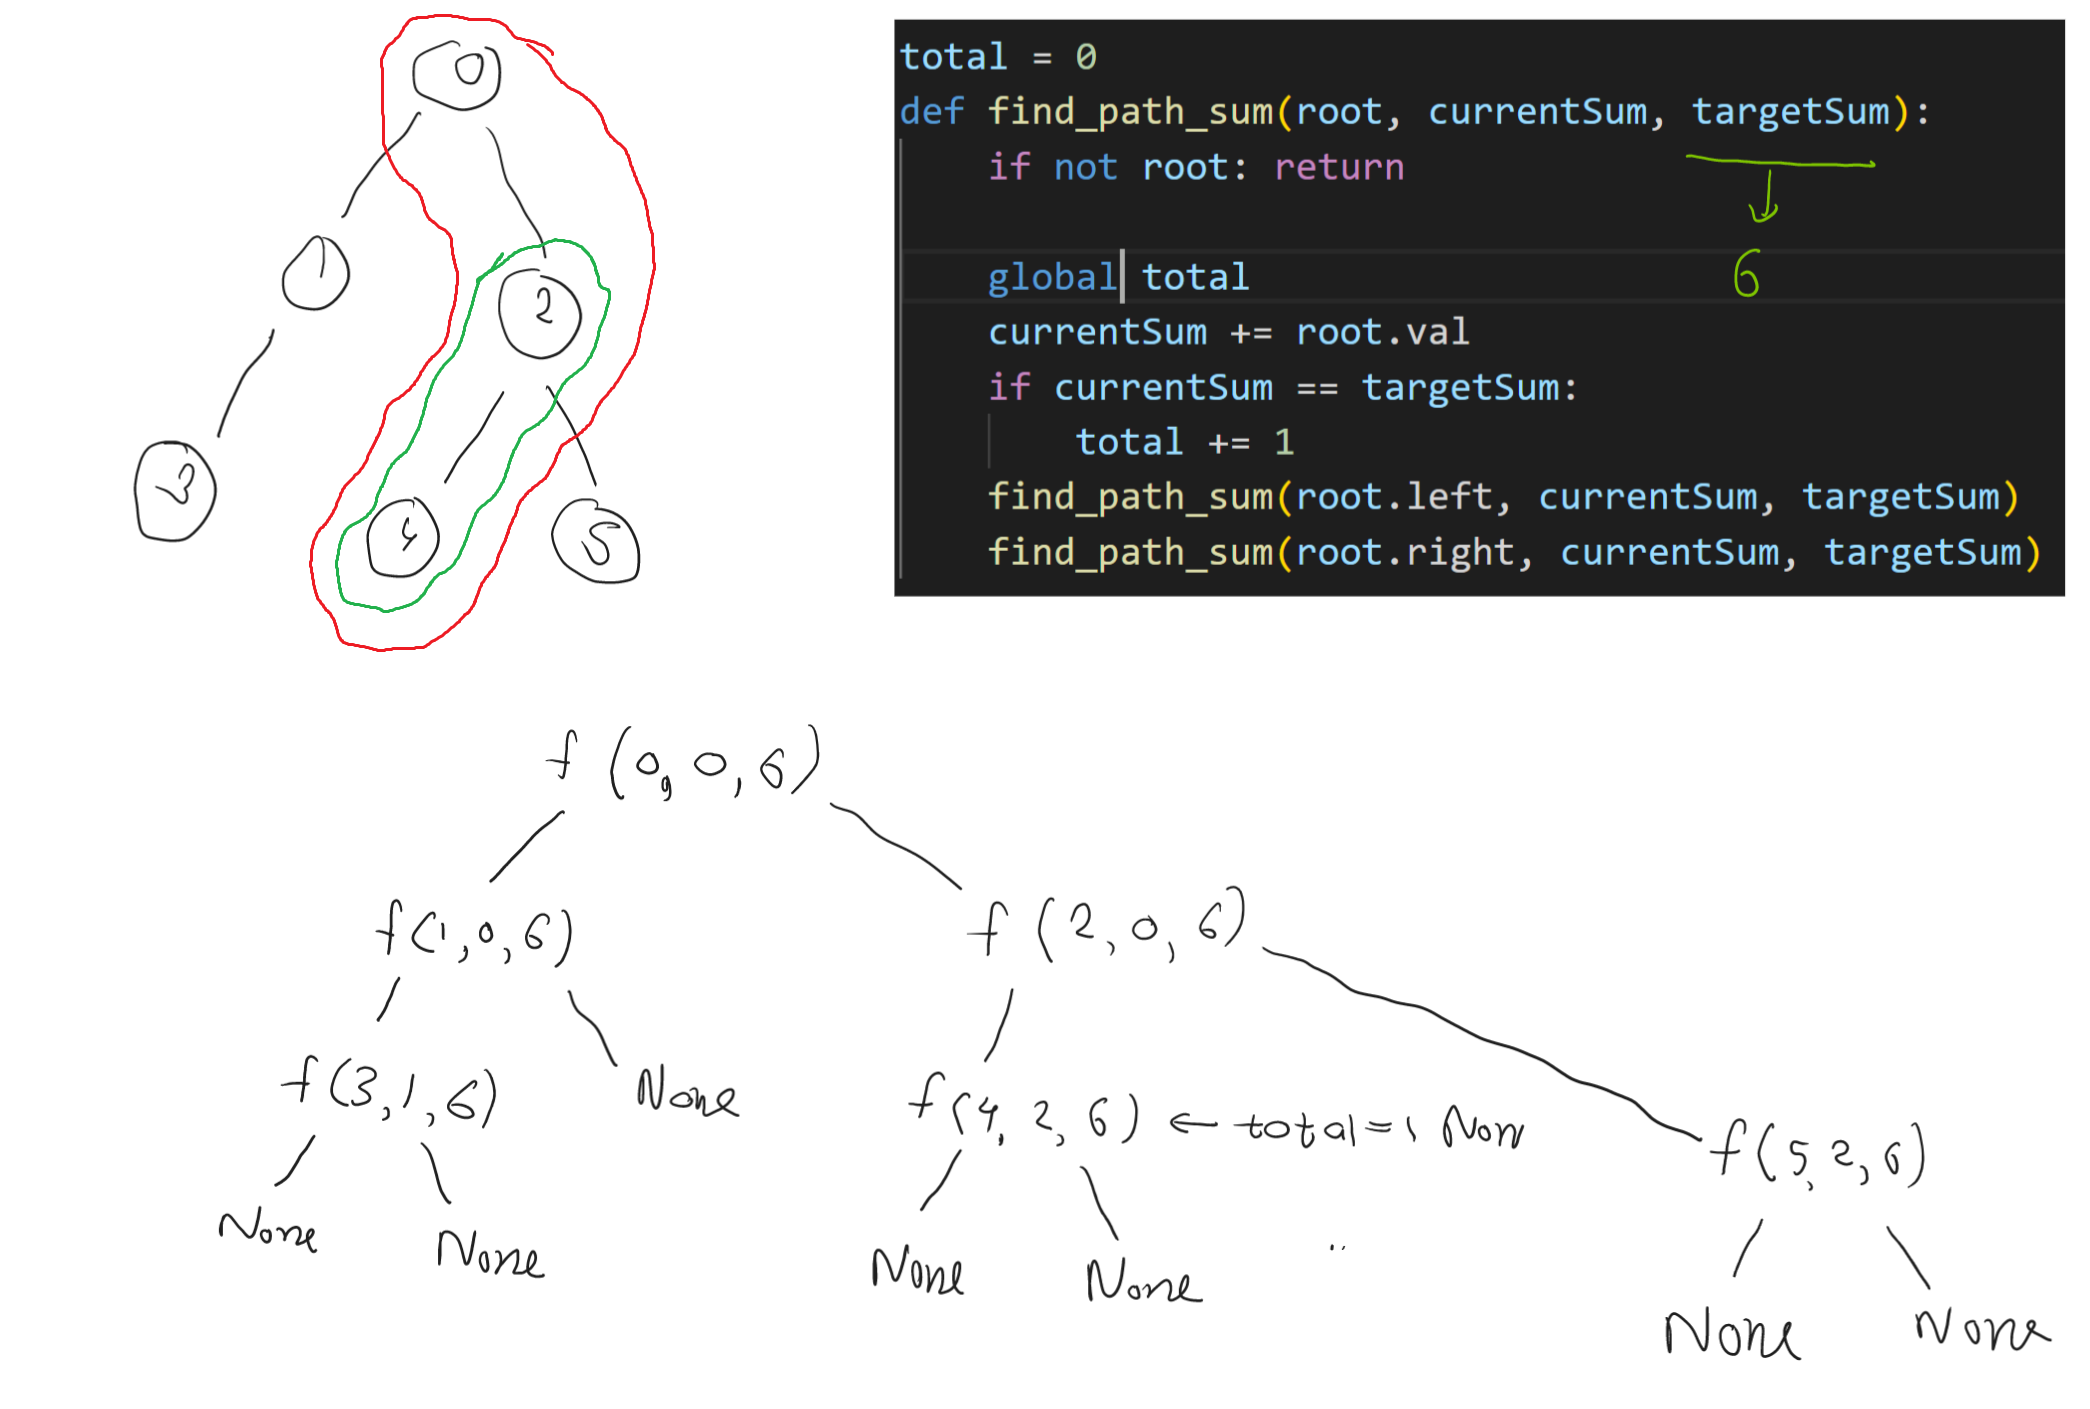 0
1
2
3
4
5
total = 0
def find_path_sum(root, currentSum, targetSum):
if not root: return
global total
6
currentSum += root.val
if currentSum == targetSum:
total += 1
find_path_sum(root.left, currentSum, targetSum)
find_path_sum(root.right, currentSum, targetSum)
f (0, 0, 6)
f(1, 0, 6)
f (2, 0, 6)
f(3, 1, 6)
None
f(4, 2, 6) ← total = 1 Now
f(5, 2, 6)
None
None
None
None
None
None